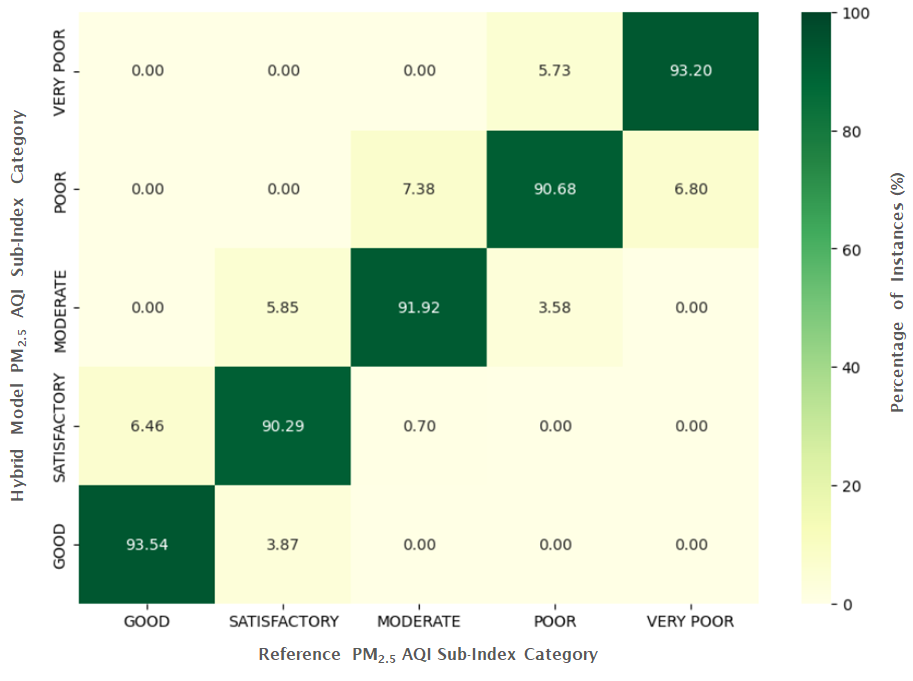 VERY POOR 0.00 0.00 0.00 5.73 93.20
POOR 0.00 0.00 7.38 90.68 6.80
MODERATE 0.00 5.85 91.92 3.58 0.00
SATISFACTORY 6.46 90.29 0.70 0.00 0.00
GOOD 93.54 3.87 0.00 0.00 0.00
GOOD SATISFACTORY MODERATE POOR VERY POOR
Reference PM2.5 AQI Sub-Index Category
Hybrid Model PM2.5 AQI Sub-Index Category
100
80
60
40
20
0
Percentage of Instances (%)